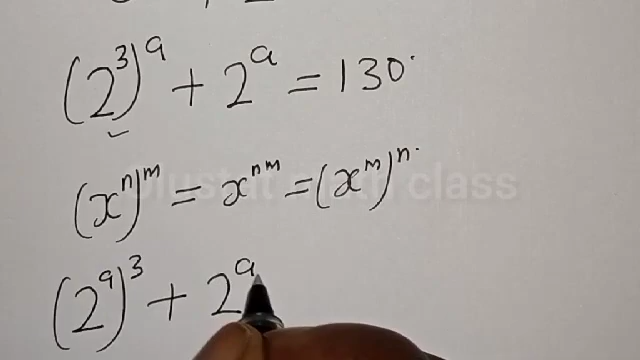 (2³)ᵃ + 2ᵃ = 130.
(xⁿ)ᵐ = xⁿᵐ = (xᵐ)ⁿ.
(2ᵃ)³ + 2ᵃ